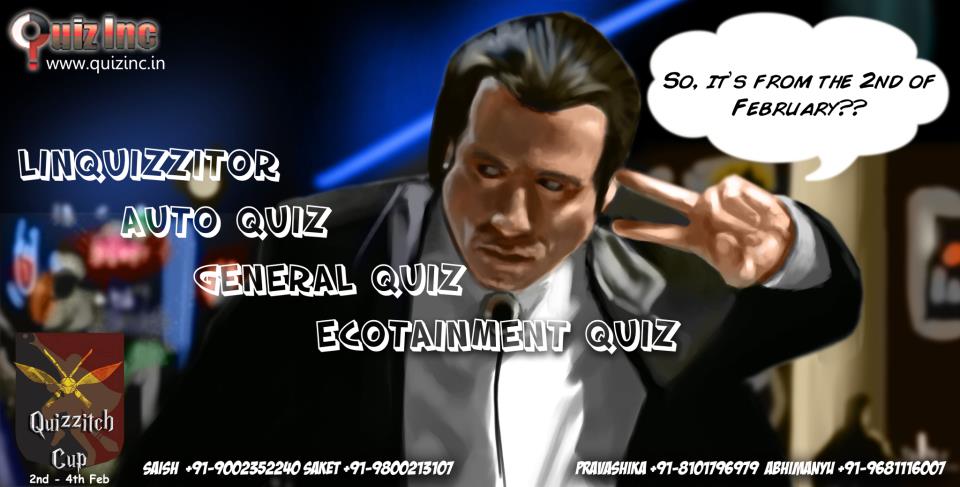 Quiz Inc
www.quizinc.in
So, it's from the 2nd of
February??
LINQUIZZITOR
AUTO QUIZ
GENERAL QUIZ
ECOTAINMENT QUIZ
Quizzitch
Cup
2nd - 4th Feb
SAISH +91-9002352240 SAKET +91-9800213107
PRAVASHIKA +91-8101796979 ABHIMANYU +91-9681116007